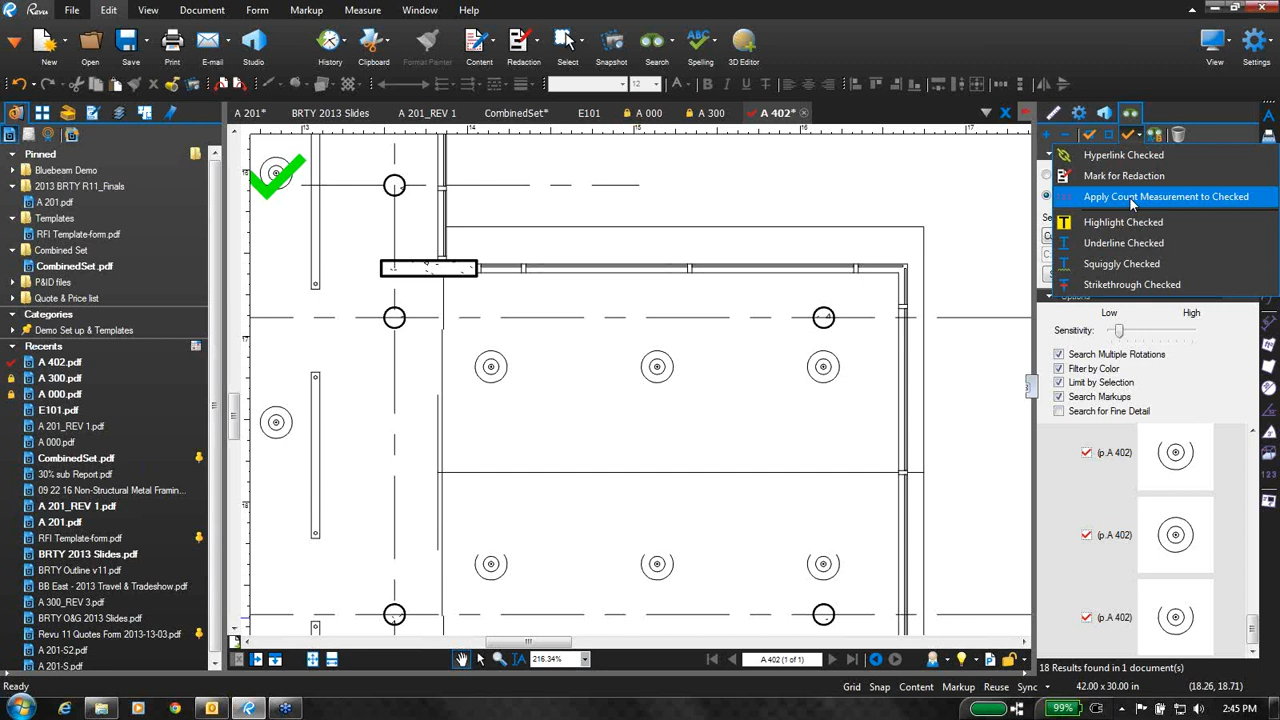 Revu File Edit View Document Form Markup Measure Window Help
New Open Save Print E-mail Studio History Clipboard Format Painter Content Redaction Select Snapshot Search Spelling 3D Editor View Settings
12
A 201* BRTY 2013 Slides A 201_REV 1 CombinedSet* E101 A 000 A 300 A 402*
13 14 15 16 17
Pinned
Bluebeam Demo
2013 BRTY R11_Finals
A 201.pdf
Templates
RFI Template-form.pdf
Combined Set
CombinedSet.pdf
P&ID files
Quote & Price list
Categories
Demo Set up & Templates
Recents
A 402.pdf
A 300.pdf
A 000.pdf
E101.pdf
A 201_REV 1.pdf
A 000.pdf
CombinedSet.pdf
30% sub Report.pdf
09 22 16 Non-Structural Metal Framin...
A 201_REV 1.pdf
A 201.pdf
RFI Template-form.pdf
BRTY 2013 Slides.pdf
BRTY Outline v11.pdf
BB East - 2013 Travel & Tradeshow.pdf
A 300_REV 3.pdf
BRTY O&G 2013 Slides.pdf
Revu 11 Quotes Form 2013-13-03.pdf
A 201-S2.pdf
A 201-S.pdf
Hyperlink Checked
Mark for Redaction
Apply Count Measurement to Checked
Highlight Checked
Underline Checked
Squiggly Checked
Strikethrough Checked
Options
Low High
Sensitivity:
Search Multiple Rotations
Filter by Color
Limit by Selection
Search Markups
Search for Fine Detail
(p.A 402)
(p.A 402)
(p.A 402)
18 Results found in 1 document(s)
216.34% A 402 (1 of 1)
Ready Grid Snap Content Markup Reuse Sync 42.00 x 30.00 in (18.26, 18.71)
99% 2:45 PM